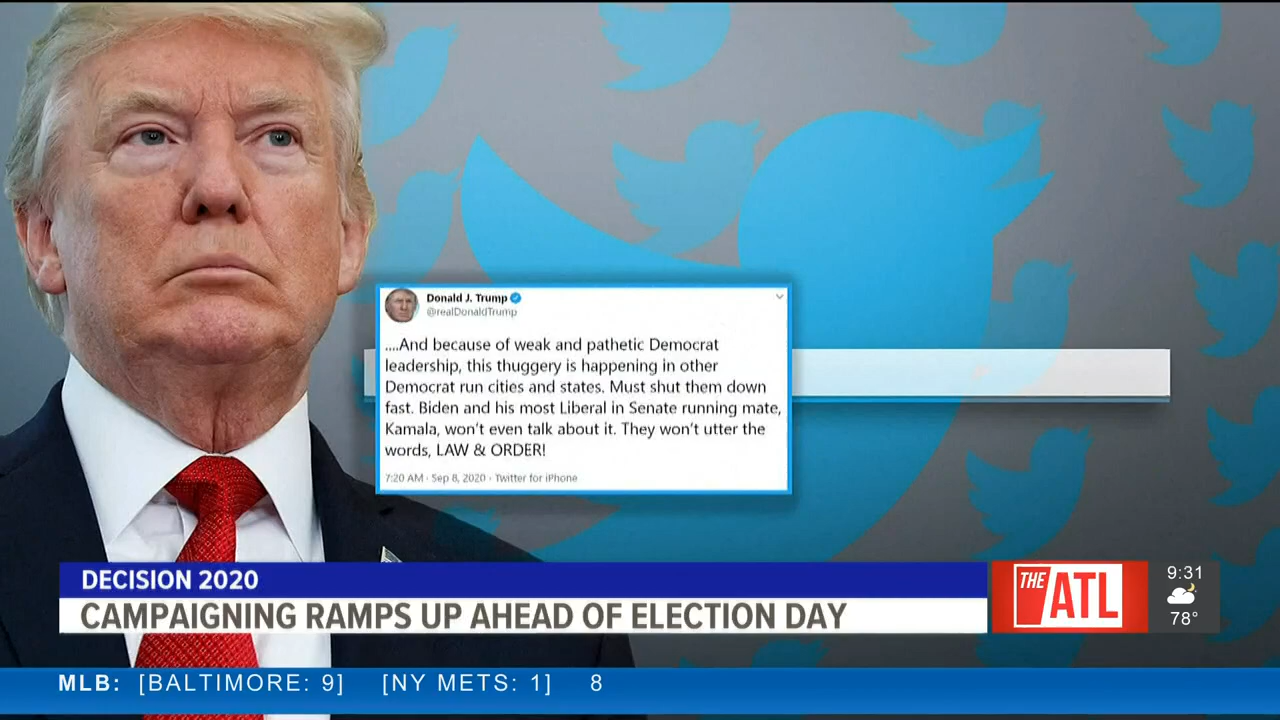 Donald J. Trump
@realDonaldTrump
....And because of weak and pathetic Democrat
leadership, this thuggery is happening in other
Democrat run cities and states. Must shut them down
fast. Biden and his most Liberal in Senate running mate,
Kamala, won't even talk about it. They won't utter the
words, LAW & ORDER!
7:20 AM · Sep 8, 2020 · Twitter for iPhone
DECISION 2020
CAMPAIGNING RAMPS UP AHEAD OF ELECTION DAY
THE ATL
9:31
78°
MLB: [BALTIMORE: 9] [NY METS: 1] 8